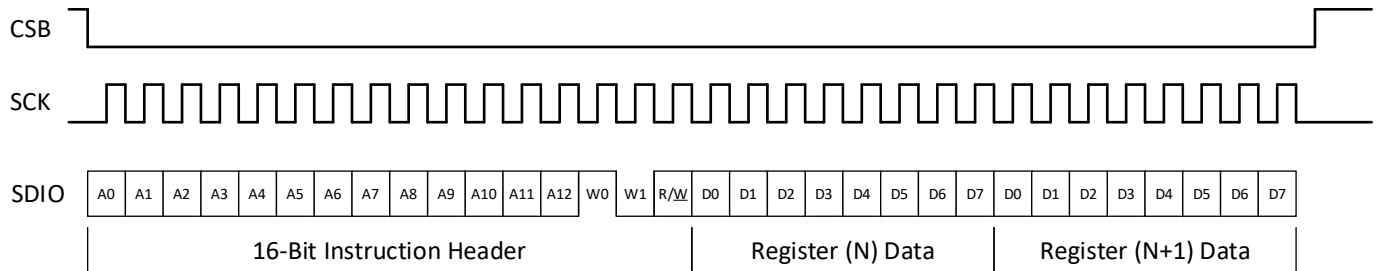 CSB
SCK
SDIO A0 A1 A2 A3 A4 A5 A6 A7 A8 A9 A10 A11 A12 W0 W1 R/W D0 D1 D2 D3 D4 D5 D6 D7 D0 D1 D2 D3 D4 D5 D6 D7
16-Bit Instruction Header Register (N) Data Register (N+1) Data